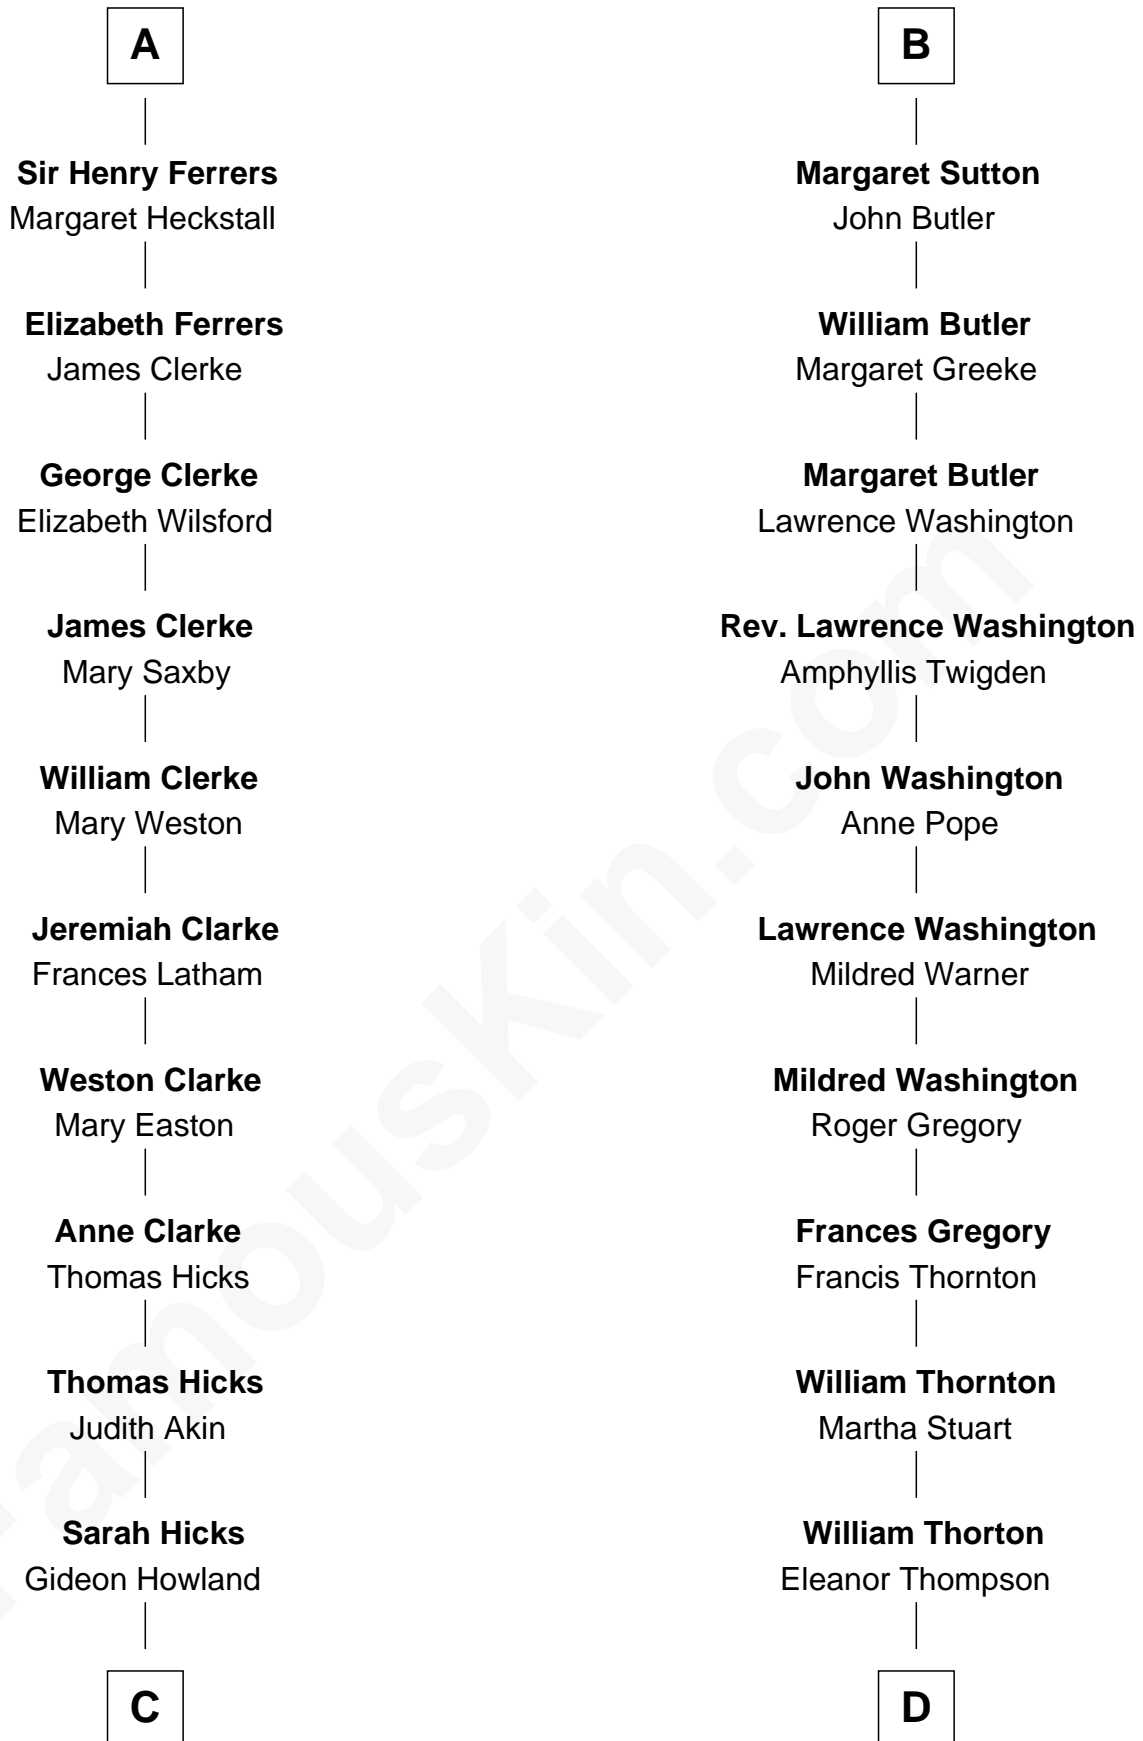 A
Sir Henry Ferrers
Margaret Heckstall
Elizabeth Ferrers
James Clerke
George Clerke
Elizabeth Wilsford
James Clerke
Mary Saxby
William Clerke
Mary Weston
Jeremiah Clarke
Frances Latham
Weston Clarke
Mary Easton
Anne Clarke
Thomas Hicks
Thomas Hicks
Judith Akin
Sarah Hicks
Gideon Howland
C
B
Margaret Sutton
John Butler
William Butler
Margaret Greeke
Margaret Butler
Lawrence Washington
Rev. Lawrence Washington
Amphyllis Twigden
John Washington
Anne Pope
Lawrence Washington
Mildred Warner
Mildred Washington
Roger Gregory
Frances Gregory
Francis Thornton
William Thornton
Martha Stuart
William Thorton
Eleanor Thompson
D
FamousKin.com